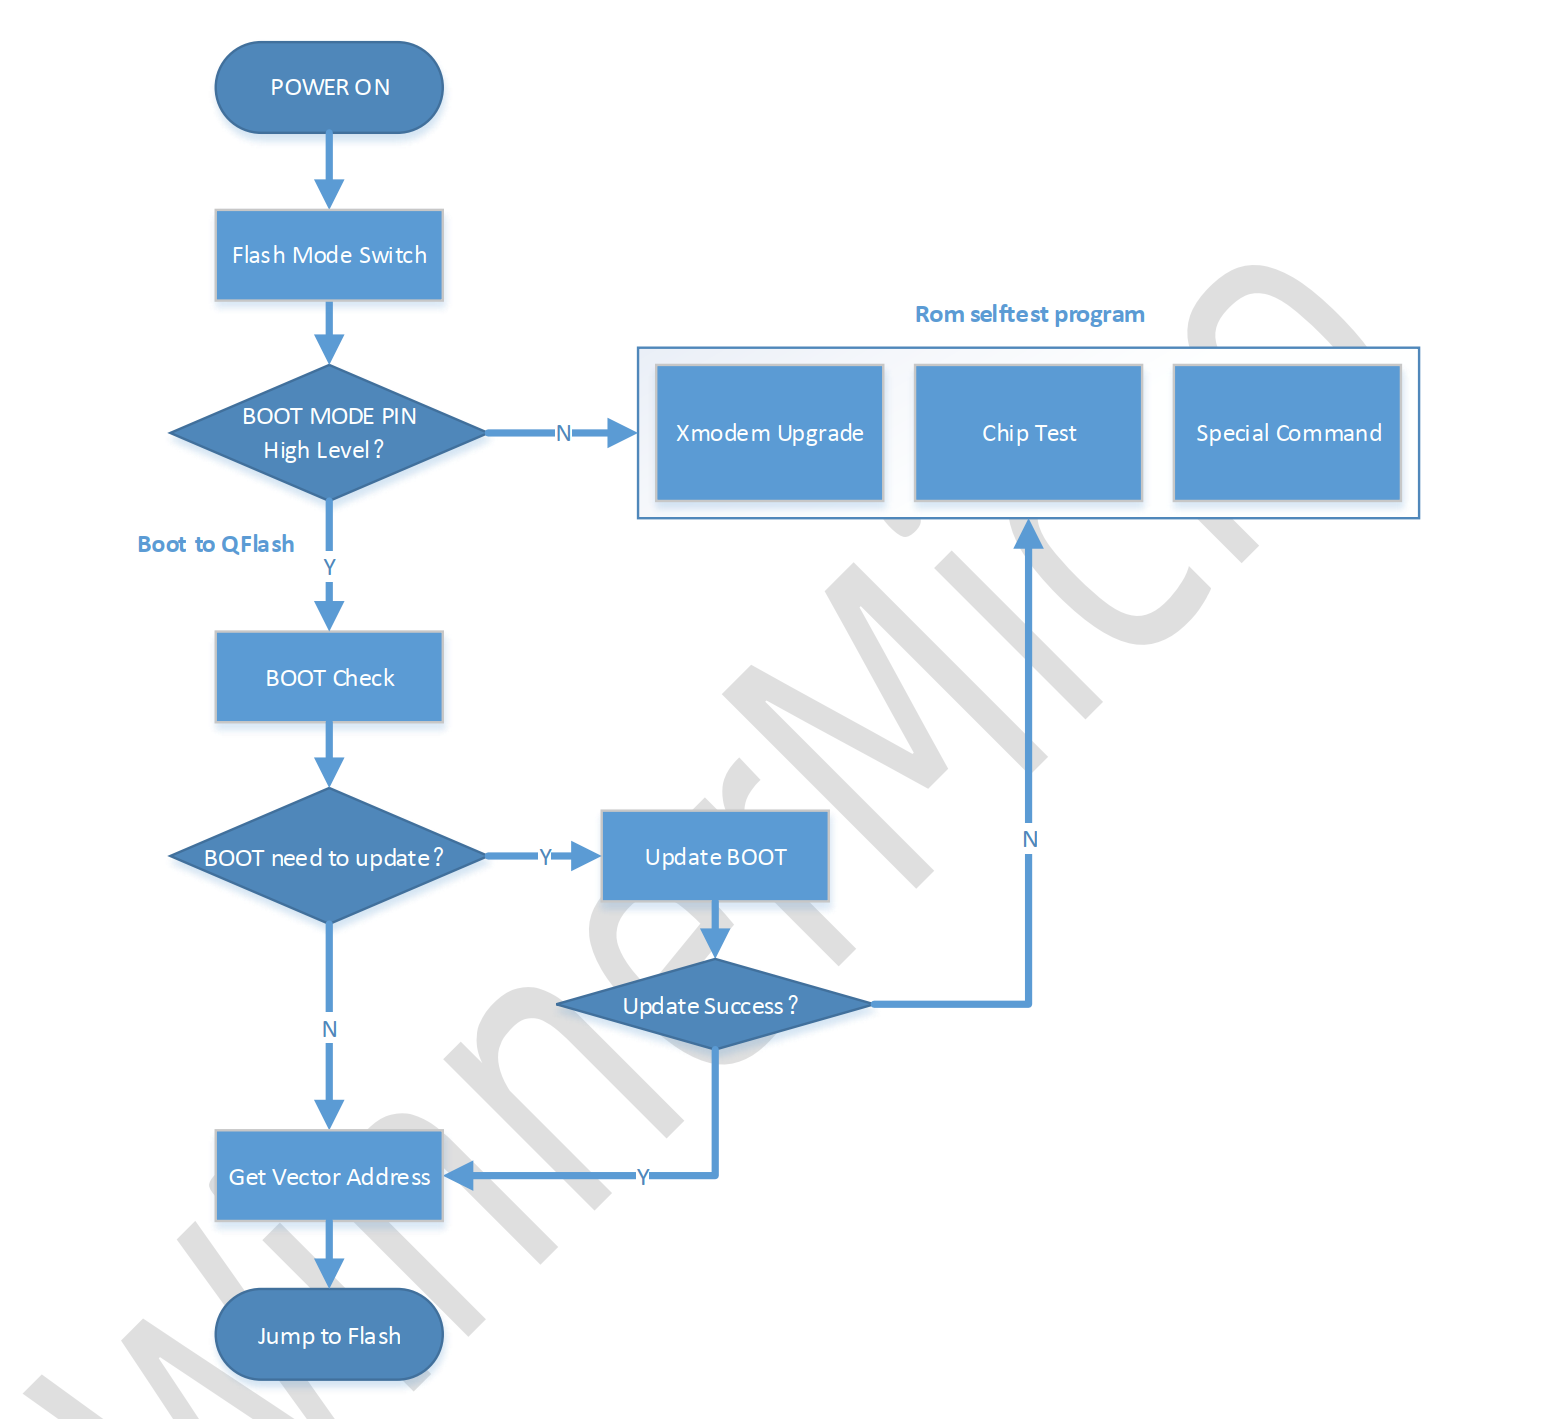 POWER ON
Flash Mode Switch
Rom selftest program
BOOT MODE PIN
High Level？
N
Xmodem Upgrade
Chip Test
Special Command
Boot to QFlash
Y
BOOT Check
N
BOOT need to update？
Y
Update BOOT
Update Success？
N
Get Vector Address
Y
Jump to Flash
WinnerMicro